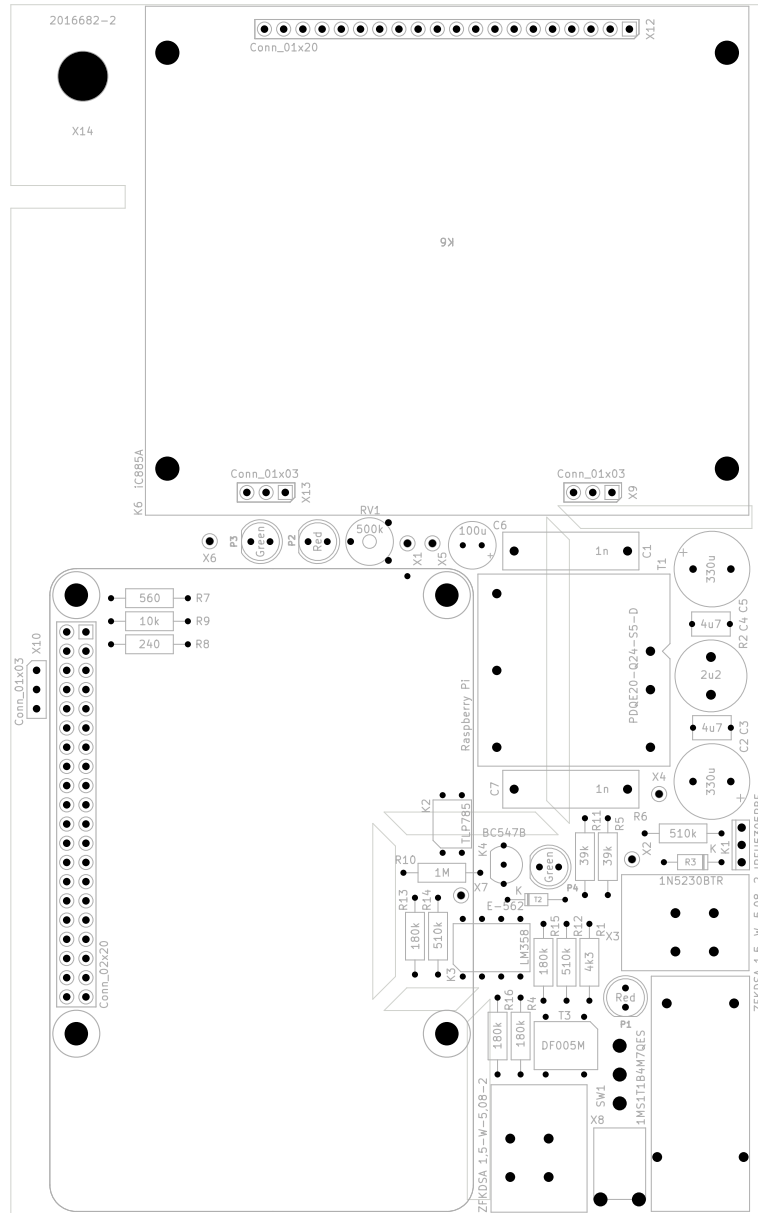 2016682-2
X12
Conn_01x20
X14
K6
K6 iC885A
Conn_01x03
X13
Conn_01x03
X9
RV1
500k
100u
C6
X6
P3
Green
P2
Red
X1
X5
1n
C1
T1
330u
560
R7
10k
R9
240
R8
X10
Conn_01x03
Raspberry Pi
PDQE20-Q24-S5-D
C5
4u7
C4
R2
2u2
4u7
C3
C2
330u
C7
1n
X4
K2
TLP785
BC547B
K4
Green
P4
R11
R5
39k
39k
R6
510k
K
K1
R3
1N5230BTR
X2
R10
1M
X7
K
T2
E-562
R13
R14
180k
510k
K3
LM358
R15
R12
R1
180k
510k
4k3
X3
Conn_02x20
R16
R4
180k
180k
T3
DF005M
Red
P1
SW1
1MS1T1B4M7QES
X8
ZFKDSA 1,5-W-5,08-2